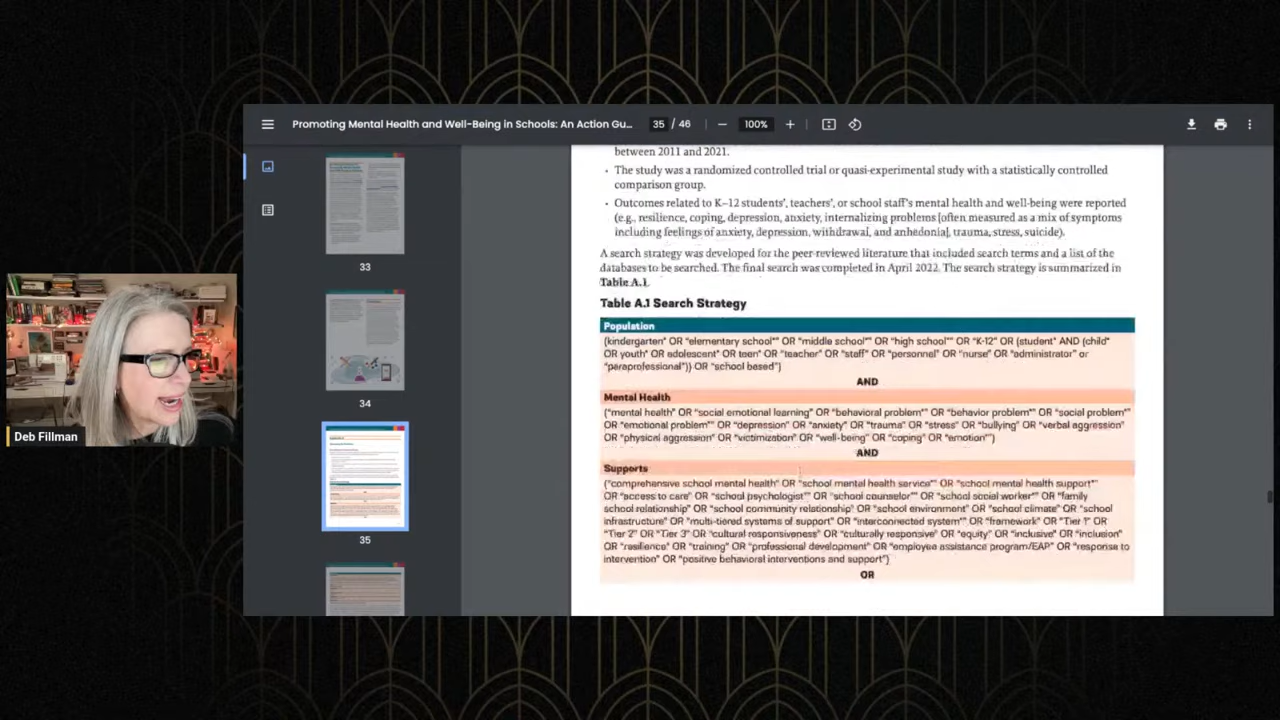 Promoting Mental Health and Well-Being in Schools: An Action Gu...
35 / 46
100%
between 2011 and 2021.
• The study was a randomized controlled trial or quasi-experimental study with a statistically controlled
comparison group.
• Outcomes related to K–12 students', teachers', or school staff's mental health and well-being were reported
(e.g., resilience, coping, depression, anxiety, internalizing problems [often measured as a mix of symptoms
including feelings of anxiety, depression, withdrawal, and anhedonia], trauma, stress, suicide).
A search strategy was developed for the peer-reviewed literature that included search terms and a list of the
databases to be searched. The final search was completed in April 2022. The search strategy is summarized in
Table A.1.
Table A.1 Search Strategy
Population
(kindergarten* OR "elementary school*" OR "middle school*" OR "high school*" OR "K-12" OR (student* AND (child*
OR youth* OR adolescent* OR teen* OR "teacher" OR "staff" OR "personnel" OR "nurse" OR "administrator" or
"paraprofessional")) OR "school based")
AND
Mental Health
("mental health" OR "social emotional learning" OR "behavioral problem*" OR "behavior problem*" OR "social problem*"
OR "emotional problem*" OR "depression" OR "anxiety" OR "trauma" OR "stress" OR "bullying" OR "verbal aggression"
OR "physical aggression" OR "victimization" OR "well-being" OR "coping" OR "emotion*")
AND
Supports
("comprehensive school mental health" OR "school mental health service*" OR "school mental health support*"
OR "access to care" OR "school psychologist*" OR "school counselor*" OR "school social worker*" OR "family
school relationship" OR "school community relationship" OR "school environment" OR "school climate" OR "school
infrastructure" OR "multi-tiered systems of support" OR "interconnected system*" OR "framework" OR "Tier 1" OR
"Tier 2" OR "Tier 3" OR "cultural responsiveness" OR "culturally responsive" OR "equity" OR "inclusive" OR "inclusion"
OR "resilience" OR "training" OR "professional development" OR "employee assistance program/EAP" OR "response to
intervention" OR "positive behavioral interventions and support")
OR
33
34
35
Deb Fillman